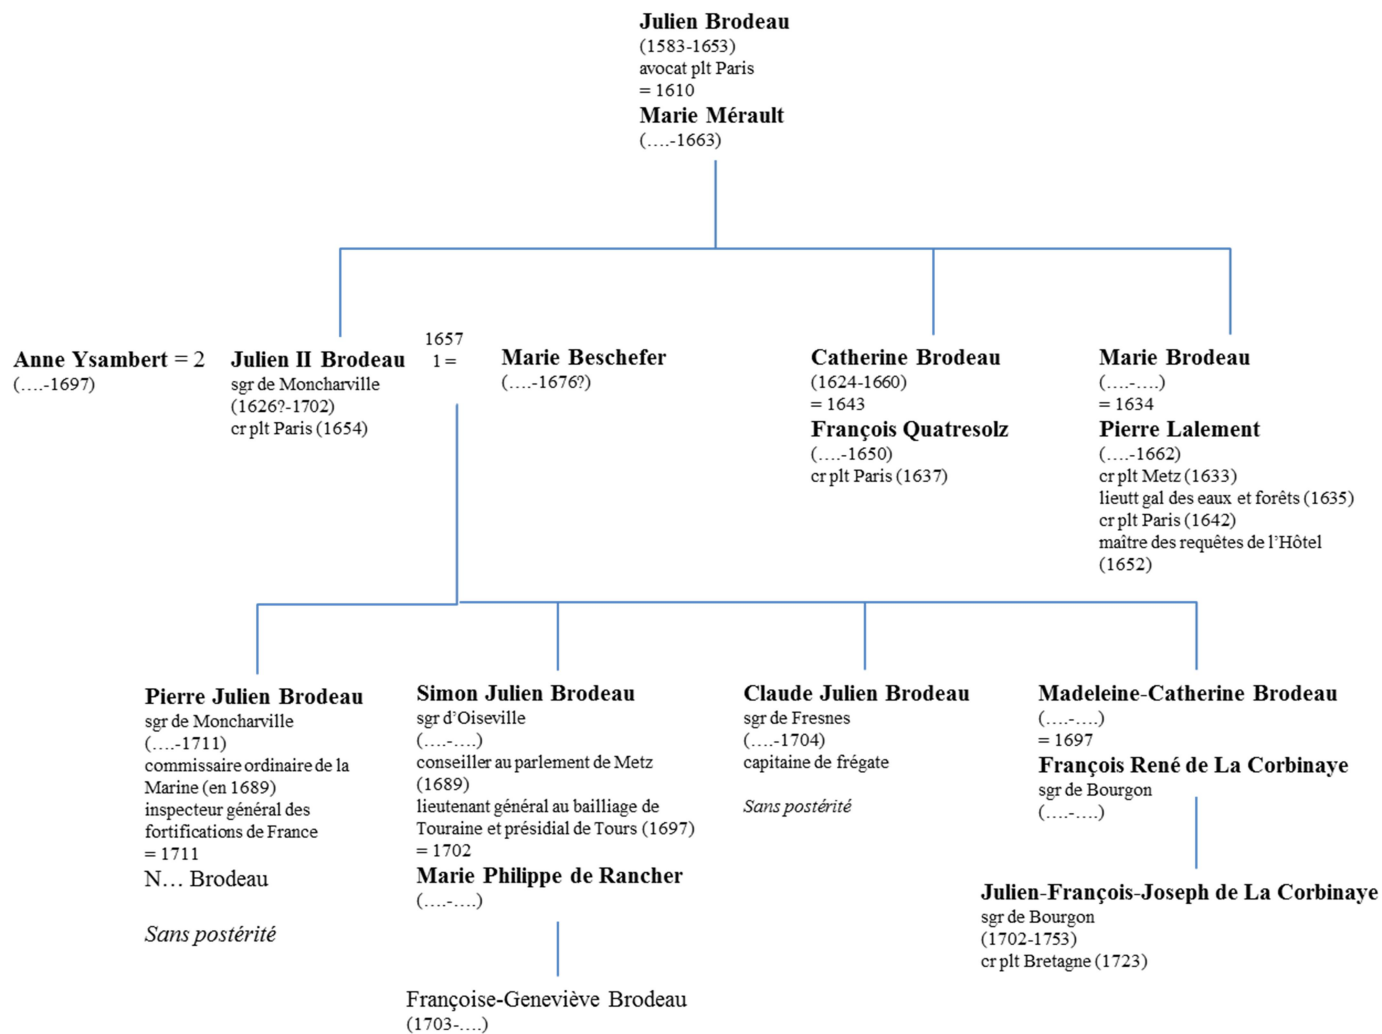 Julien Brodeau
(1583-1653)
avocat plt Paris
= 1610
Marie Mérault
(….-1663)
Anne Ysambert = 2
(….-1697)
Julien II Brodeau
sgr de Moncharville
(1626?-1702)
cr plt Paris (1654)
1657
1 =
Marie Beschefer
(….-1676?)
Catherine Brodeau
(1624-1660)
= 1643
François Quatresolz
(….-1650)
cr plt Paris (1637)
Marie Brodeau
(….-….)
= 1634
Pierre Lalement
(….-1662)
cr plt Metz (1633)
lieutt gal des eaux et forêts (1635)
cr plt Paris (1642)
maître des requêtes de l’Hôtel
(1652)
Pierre Julien Brodeau
sgr de Moncharville
(….-1711)
commissaire ordinaire de la
Marine (en 1689)
inspecteur général des
fortifications de France
= 1711
N… Brodeau
Sans postérité
Simon Julien Brodeau
sgr d’Oiseville
(….-….)
conseiller au parlement de Metz
(1689)
lieutenant général au bailliage de
Touraine et présidial de Tours (1697)
= 1702
Marie Philippe de Rancher
(….-….)
Françoise-Geneviève Brodeau
(1703-….)
Claude Julien Brodeau
sgr de Fresnes
(….-1704)
capitaine de frégate
Sans postérité
Madeleine-Catherine Brodeau
(….-….)
= 1697
François René de La Corbinaye
sgr de Bourgon
(….-….)
Julien-François-Joseph de La Corbinaye
sgr de Bourgon
(1702-1753)
cr plt Bretagne (1723)